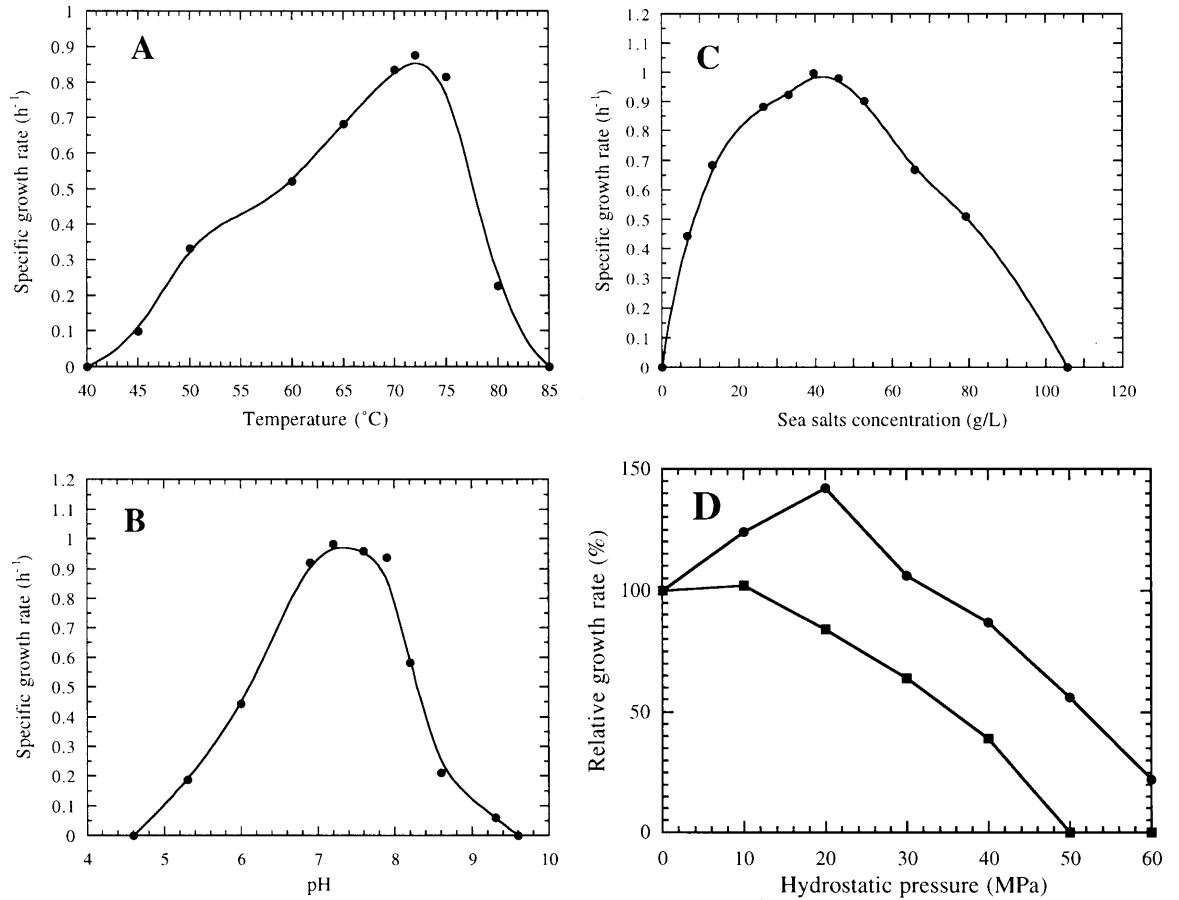 A
Specific growth rate (h⁻¹)
1
0.9
0.8
0.7
0.6
0.5
0.4
0.3
0.2
0.1
0
40 45 50 55 60 65 70 75 80 85
Temperature (°C)
C
Specific growth rate (h⁻¹)
1.2
1.1
1
0.9
0.8
0.7
0.6
0.5
0.4
0.3
0.2
0.1
0
0 20 40 60 80 100 120
Sea salts concentration (g/L)
B
Specific growth rate (h⁻¹)
1.2
1.1
1
0.9
0.8
0.7
0.6
0.5
0.4
0.3
0.2
0.1
0
4 5 6 7 8 9 10
pH
D
Relative growth rate (%)
150
100
50
0
0 10 20 30 40 50 60
Hydrostatic pressure (MPa)